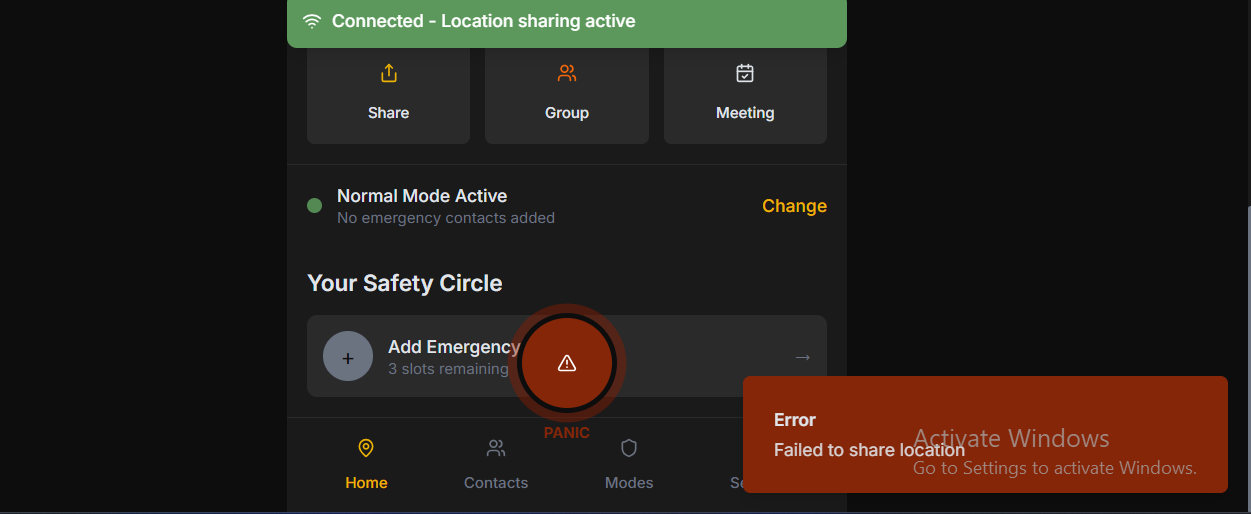 Connected - Location sharing active
Share
Group
Meeting
Normal Mode Active
No emergency contacts added
Change
Your Safety Circle
+
Add Emergency
3 slots remaining
→
PANIC
Home
Contacts
Modes
Error
Failed to share location
Activate Windows
Go to Settings to activate Windows.